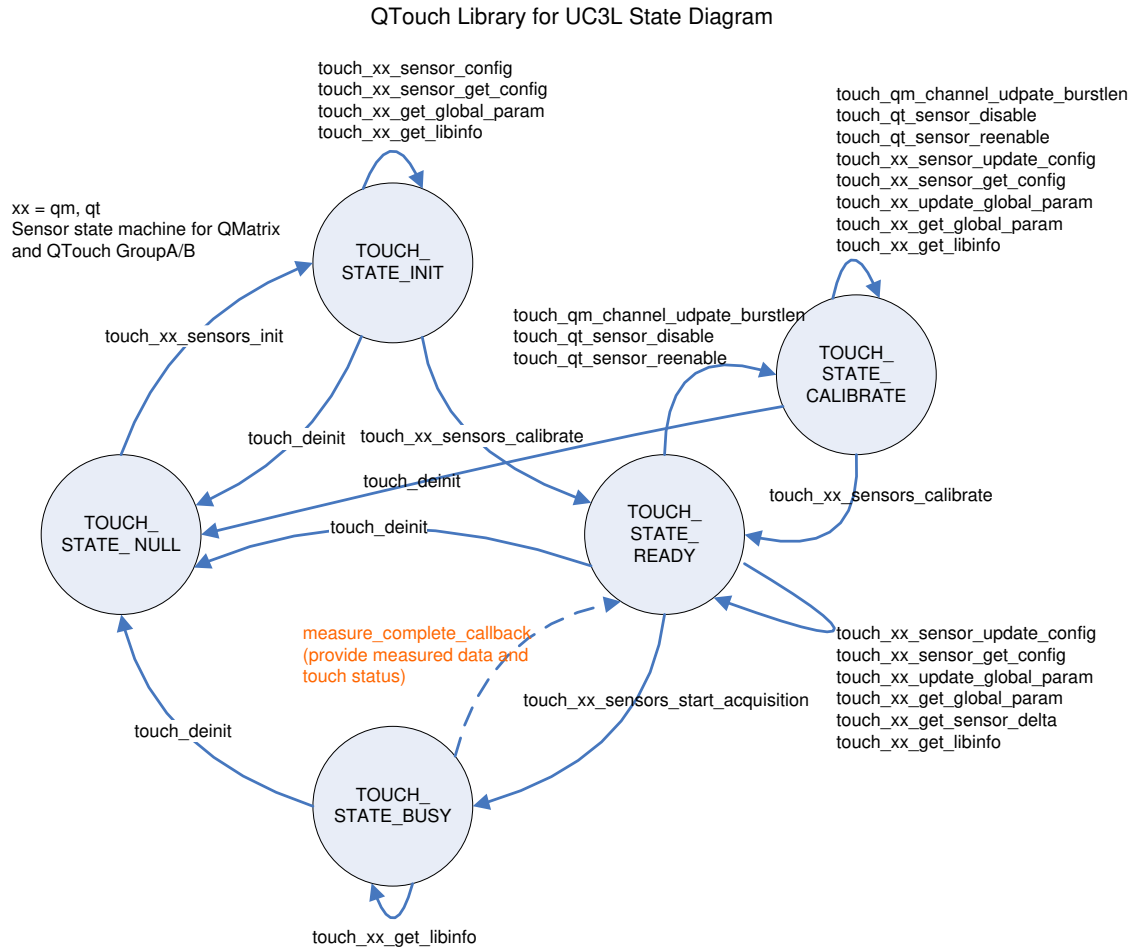 QTouch Library for UC3L State Diagram
touch_xx_sensor_config
touch_xx_sensor_get_config
touch_xx_get_global_param
touch_xx_get_libinfo
touch_qm_channel_udpate_burstlen
touch_qt_sensor_disable
touch_qt_sensor_reenable
touch_xx_sensor_update_config
touch_xx_sensor_get_config
touch_xx_update_global_param
touch_xx_get_global_param
touch_xx_get_libinfo
xx = qm, qt
Sensor state machine for QMatrix
and QTouch GroupA/B
TOUCH_
STATE_INIT
touch_xx_sensors_init
touch_qm_channel_udpate_burstlen
touch_qt_sensor_disable
touch_qt_sensor_reenable
TOUCH_
STATE_
CALIBRATE
touch_deinit
touch_xx_sensors_calibrate
touch_deinit
touch_xx_sensors_calibrate
TOUCH_
STATE_ NULL
touch_deinit
TOUCH_
STATE_
READY
measure_complete_callback
(provide measured data and
touch status)
touch_xx_sensor_update_config
touch_xx_sensor_get_config
touch_xx_update_global_param
touch_xx_get_global_param
touch_xx_get_sensor_delta
touch_xx_get_libinfo
touch_xx_sensors_start_acquisition
touch_deinit
TOUCH_
STATE_BUSY
touch_xx_get_libinfo